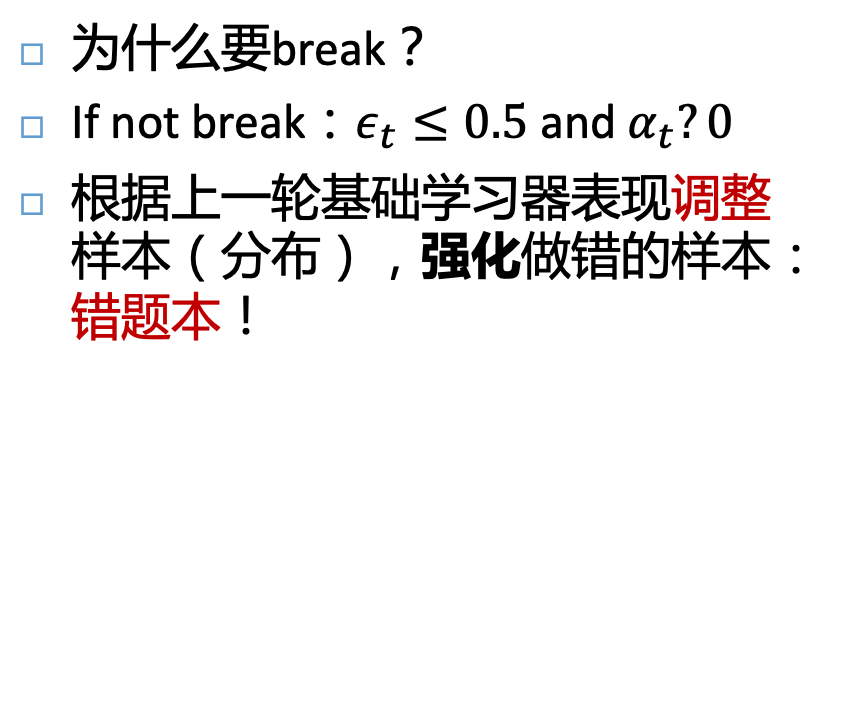 为什么要break？
If not break：𝜖ₜ ≤ 0.5 and 𝛼ₜ? 0
根据上一轮基础学习器表现调整
样本（分布），强化做错的样本：
错题本！